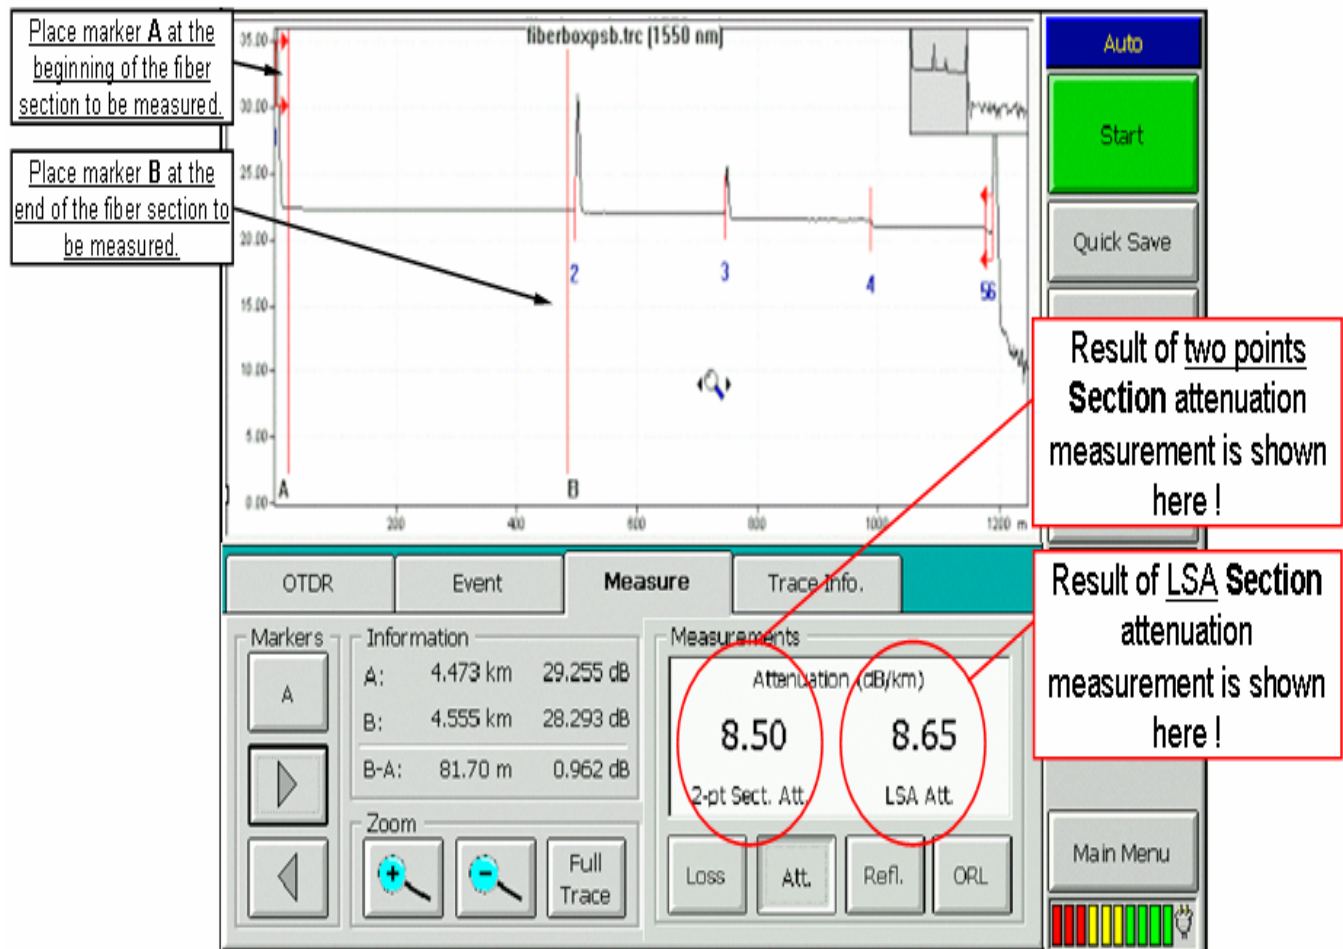 Place marker A at the
beginning of the fiber
section to be measured.
Place marker B at the
end of the fiber section to
be measured.
fiberboxpsb.trc [1550 nm]
35.00
30.00
25.00
20.00
15.00
10.00
5.00
0.00
2
3
4
56
A
B
200
400
600
800
1000
1200 m
Auto
Start
Quick Save
Result of two points
Section attenuation
measurement is shown
here !
Result of LSA Section
attenuation
measurement is shown
here !
OTDR
Event
Measure
Trace Info.
Markers
A
Information
A: 4.473 km 29.255 dB
B: 4.555 km 28.293 dB
B-A: 81.70 m 0.962 dB
Zoom
Full
Trace
Measurements
Attenuation (dB/km)
8.50 8.65
2-pt Sect. Att. LSA Att.
Loss
Att.
Refl.
ORL
Main Menu